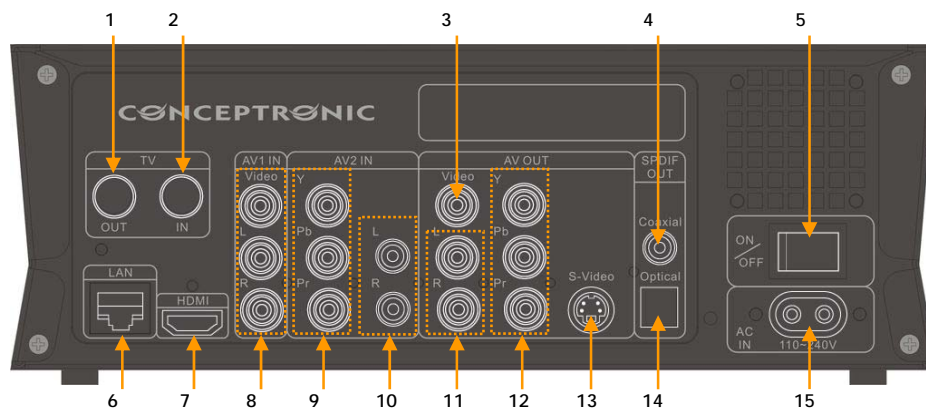 1 2 3 4 5
CONCEPTRONIC
TV AV1 IN AV2 IN AV OUT SPDIF OUT
Video Y Video Y
OUT IN
Coaxial
L Pb L L Pb
ON/OFF
LAN
R Pr R R Pr
S-Video Optical
HDMI
AC IN 110~240V
6 7 8 9 10 11 12 13 14 15